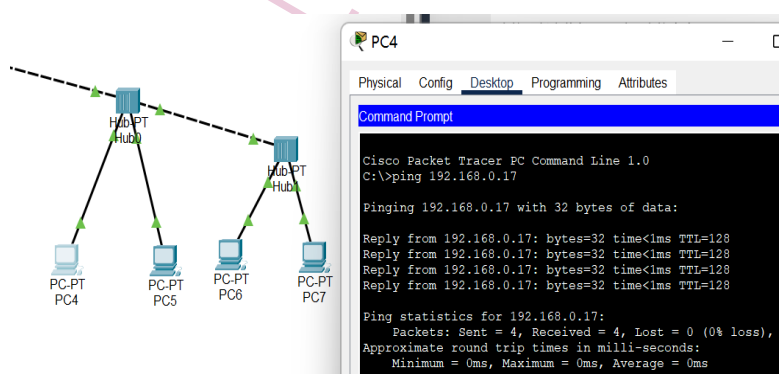 Hub-PT
Hub0
Hub-PT
Hub1
PC-PT
PC4
PC-PT
PC5
PC-PT
PC6
PC-PT
PC7
PC4
Physical Config Desktop Programming Attributes
Command Prompt
Cisco Packet Tracer PC Command Line 1.0
C:\>ping 192.168.0.17
Pinging 192.168.0.17 with 32 bytes of data:
Reply from 192.168.0.17: bytes=32 time<1ms TTL=128
Reply from 192.168.0.17: bytes=32 time<1ms TTL=128
Reply from 192.168.0.17: bytes=32 time<1ms TTL=128
Reply from 192.168.0.17: bytes=32 time<1ms TTL=128
Ping statistics for 192.168.0.17:
Packets: Sent = 4, Received = 4, Lost = 0 (0% loss),
Approximate round trip times in milli-seconds:
Minimum = 0ms, Maximum = 0ms, Average = 0ms